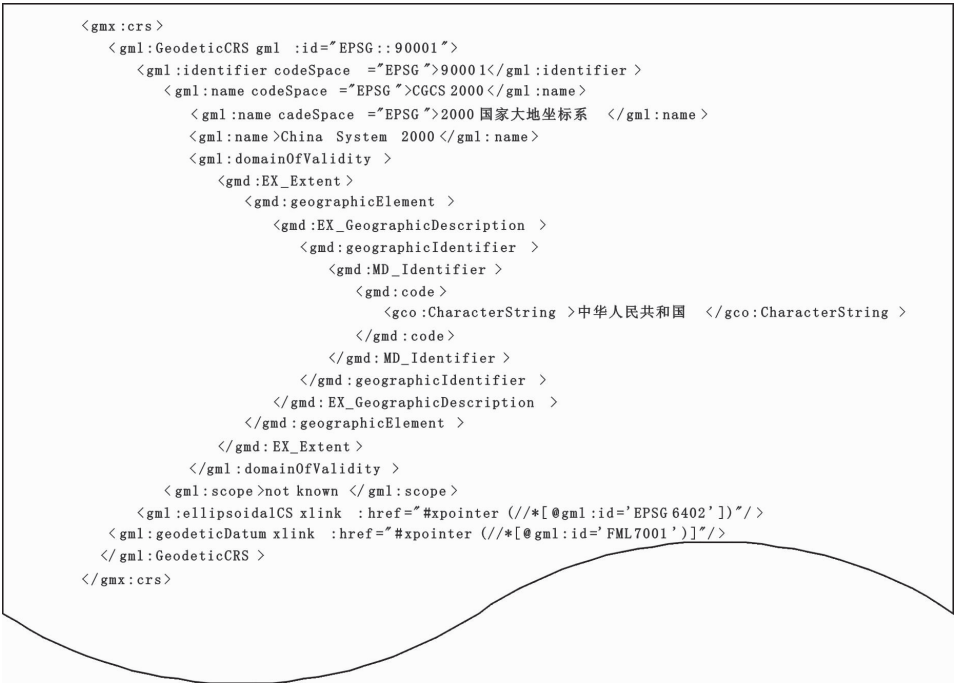 <gmx:crs>
<gml:GeodeticCRS gml :id="EPSG::90001">
<gml:identifier codeSpace ="EPSG">90001</gml:identifier >
<gml:name codeSpace ="EPSG">CGCS 2000</gml:name>
<gml:name cadeSpace ="EPSG">2000 国家大地坐标系 </gml:name>
<gml:name>China System 2000</gml:name>
<gml:domainOfValidity >
<gmd:EX_Extent>
<gmd:geographicElement >
<gmd:EX_GeographicDescription >
<gmd:geographicIdentifier >
<gmd:MD_Identifier >
<gmd:code>
<gco:CharacterString >中华人民共和国 </gco:CharacterString >
</gmd:code>
</gmd:MD_Identifier >
</gmd:geographicIdentifier >
</gmd:EX_GeographicDescription >
</gmd:geographicElement >
</gmd:EX_Extent>
</gml:domainOfValidity >
<gml:scope>not known </gml:scope>
<gml:ellipsoidalCS xlink :href="#xpointer (//*[@gml:id='EPSG 6402'])"/>
<gml:geodeticDatum xlink :href="#xpointer (//*[@gml:id='FML7001')]"/>
</gml:GeodeticCRS >
</gmx:crs>